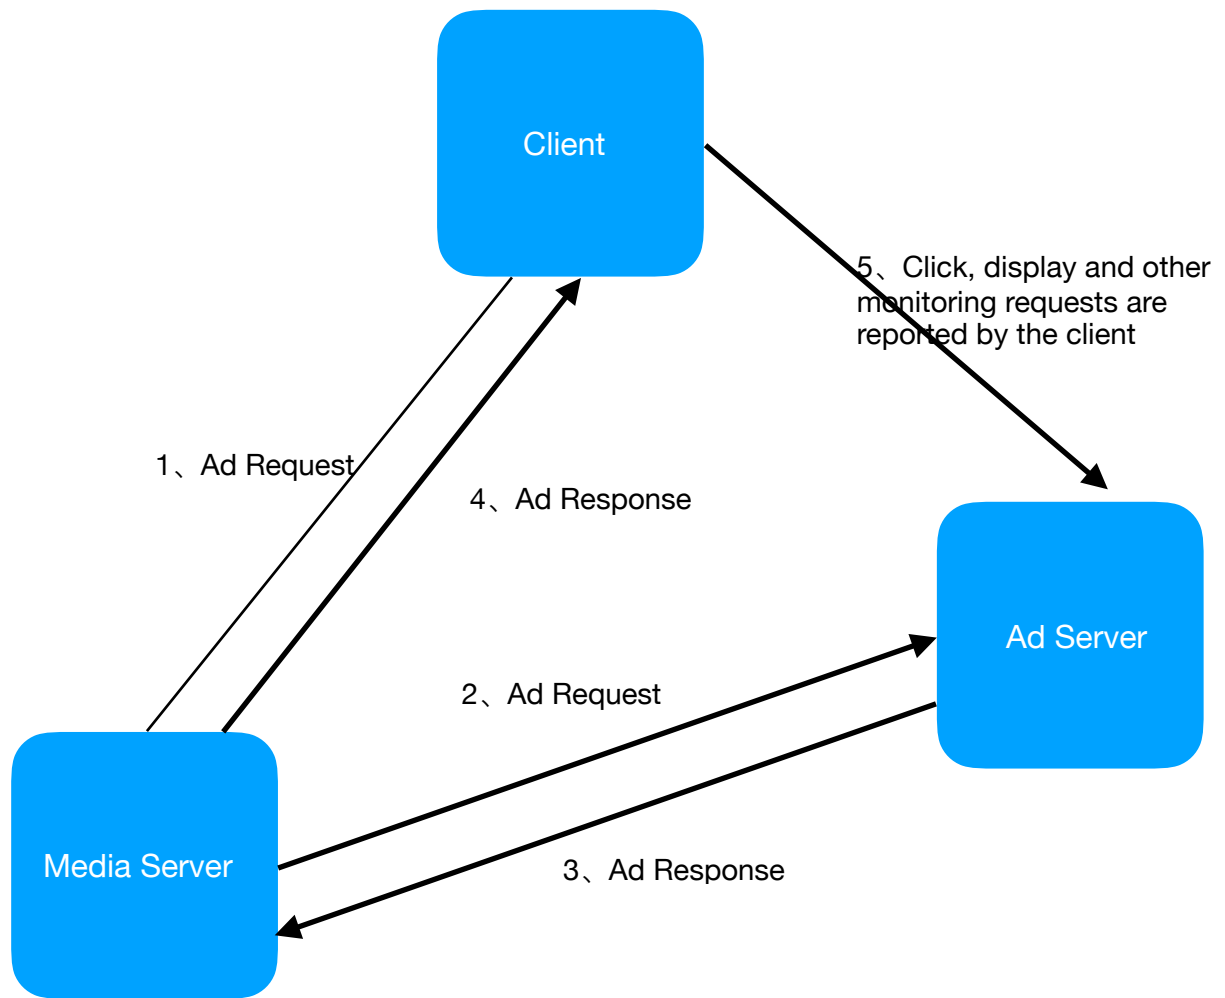 Client
5、Click, display and other
monitoring requests are
reported by the client
1、Ad Request
4、Ad Response
Ad Server
2、Ad Request
Media Server
3、Ad Response